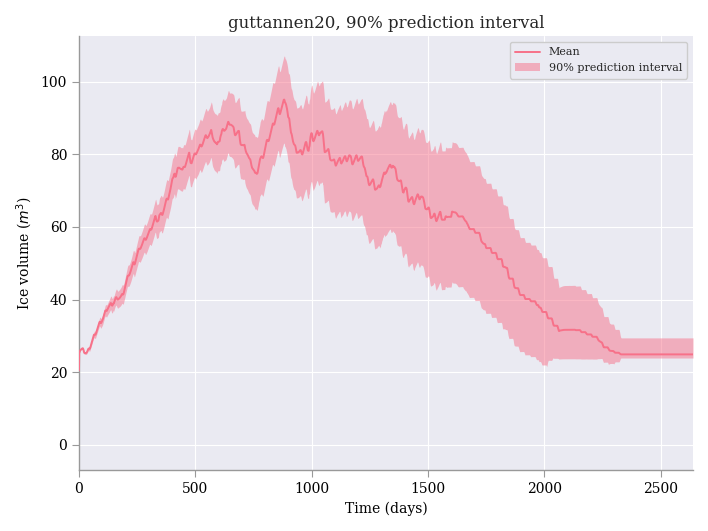 guttannen20, 90% prediction interval
Mean
90% prediction interval
Ice volume (m³)
100
80
60
40
20
0
0 500 1000 1500 2000 2500
Time (days)